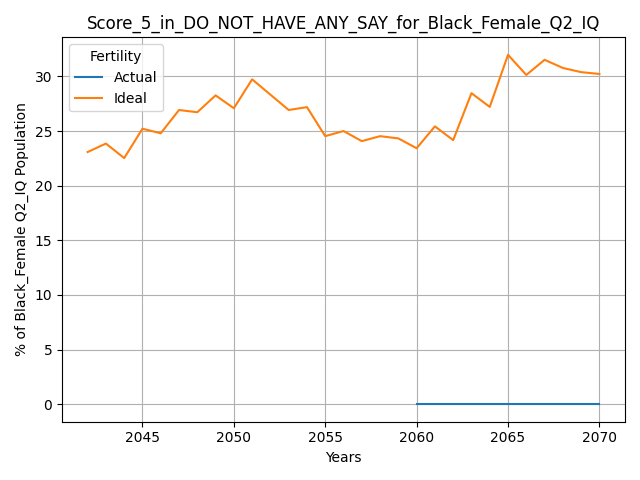 Score_5_in_DO_NOT_HAVE_ANY_SAY_for_Black_Female_Q2_IQ
Fertility
Actual
Ideal
% of Black_Female Q2_IQ Population
30
25
20
15
10
5
0
2045 2050 2055 2060 2065 2070
Years